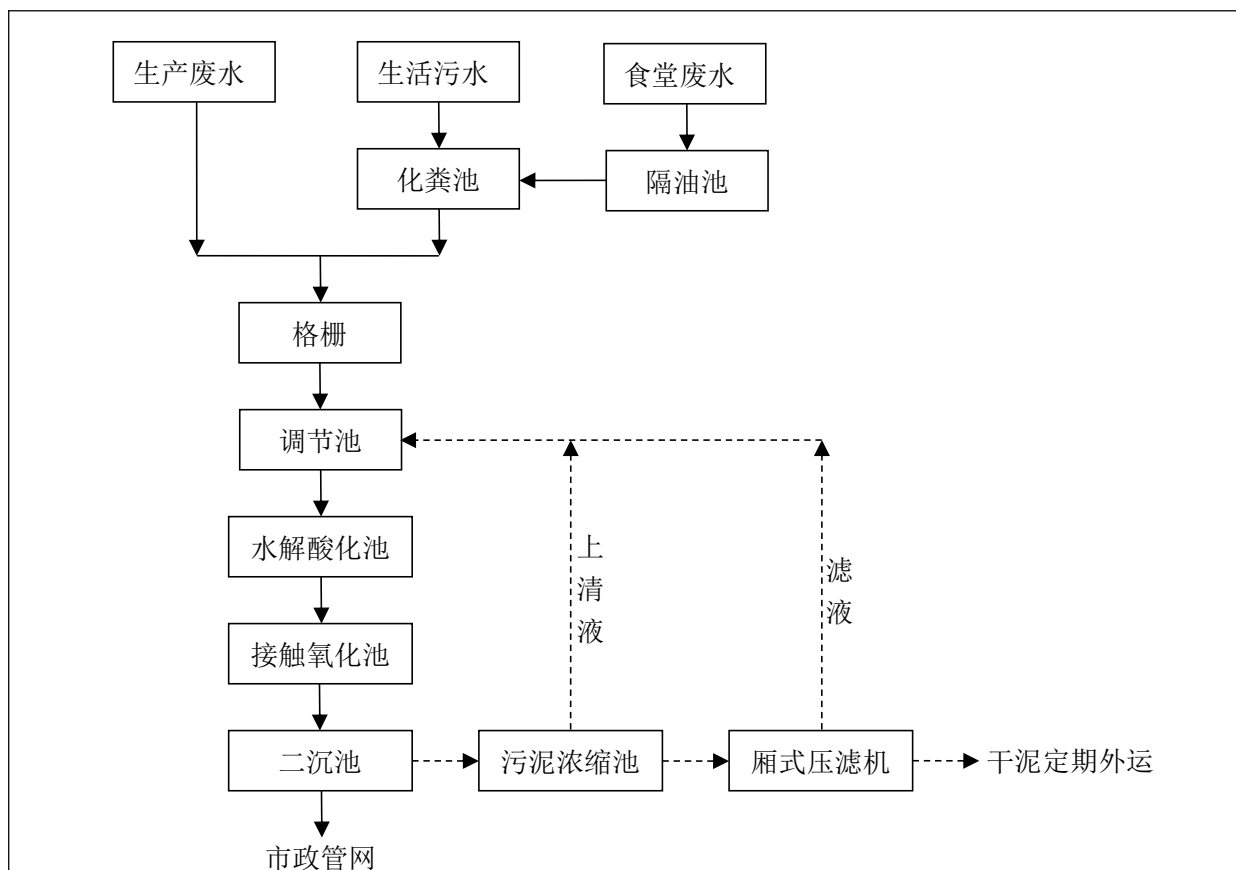 生产废水
生活污水
食堂废水
化粪池
隔油池
格栅
调节池
水解酸化池
上清液
滤液
接触氧化池
二沉池
污泥浓缩池
厢式压滤机
干泥定期外运
市政管网